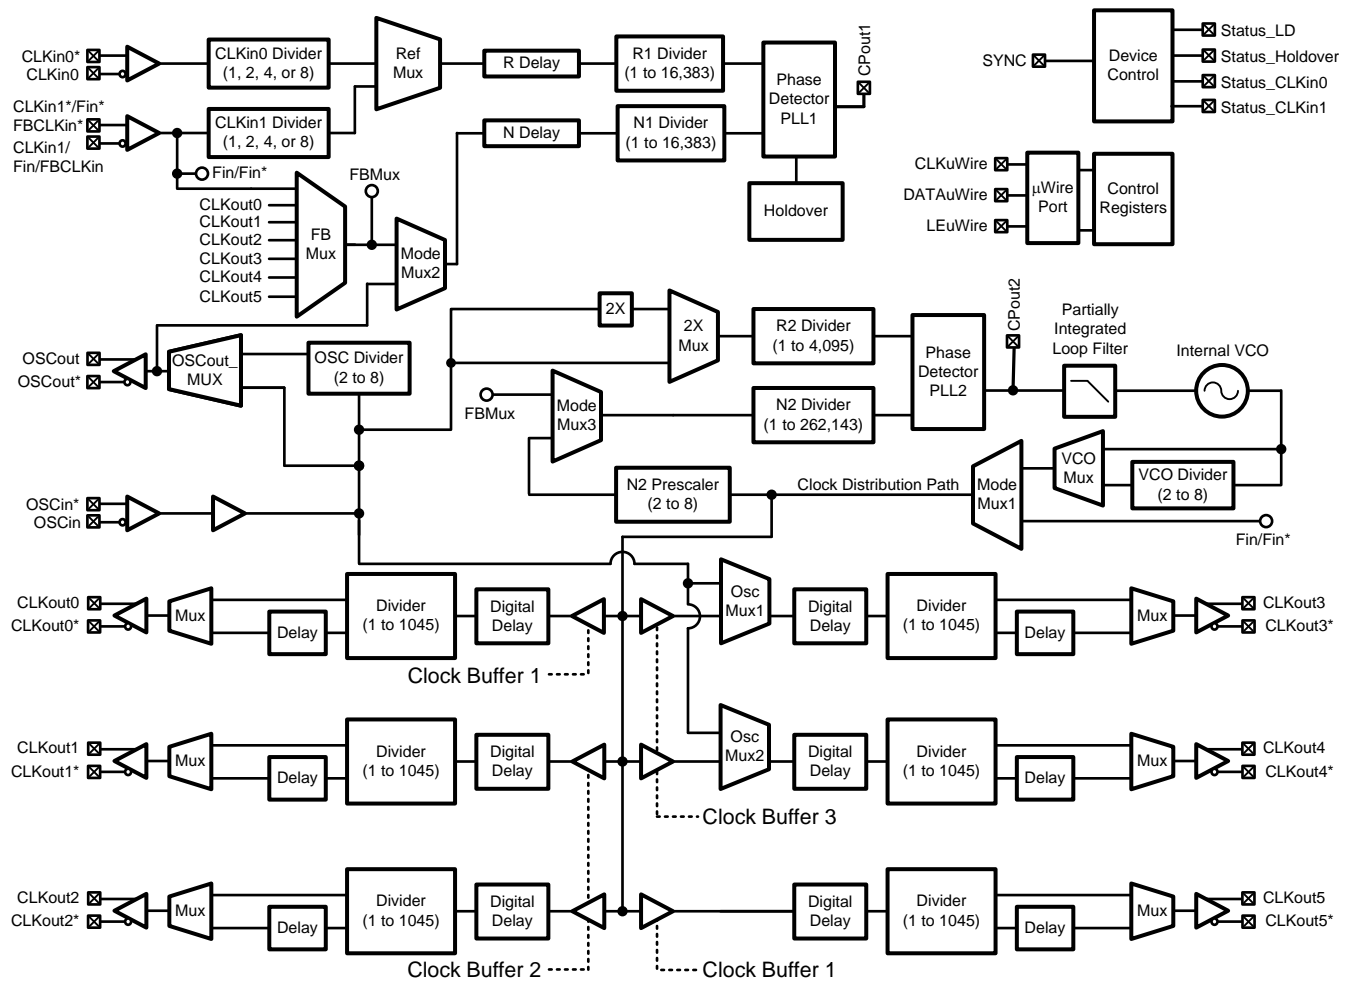 CLKin0*
CLKin0
CLKin0 Divider
(1, 2, 4, or 8)
Ref
Mux
R Delay
R1 Divider
(1 to 16,383)
Phase
Detector
PLL1
CPout1
SYNC
Device
Control
Status_LD
Status_Holdover
Status_CLKin0
Status_CLKin1
CLKin1*/Fin*
FBCLKin*
CLKin1/
Fin/FBCLKin
CLKin1 Divider
(1, 2, 4, or 8)
N Delay
N1 Divider
(1 to 16,383)
Fin/Fin*
FBMux
CLKout0
CLKout1
CLKout2
CLKout3
CLKout4
CLKout5
FB
Mux
Mode
Mux2
Holdover
CLKuWire
DATAuWire
LEuWire
µWire
Port
Control
Registers
OSCout
OSCout*
OSCout_
MUX
OSC Divider
(2 to 8)
2X
2X
Mux
R2 Divider
(1 to 4,095)
Phase
Detector
PLL2
CPout2
Partially
Integrated
Loop Filter
Internal VCO
FBMux
Mode
Mux3
N2 Divider
(1 to 262,143)
N2 Prescaler
(2 to 8)
Clock Distribution Path
Mode
Mux1
VCO
Mux
VCO Divider
(2 to 8)
Fin/Fin*
OSCin*
OSCin
CLKout0
CLKout0*
Mux
Delay
Divider
(1 to 1045)
Digital
Delay
Osc
Mux1
Digital
Delay
Divider
(1 to 1045)
Delay
Mux
CLKout3
CLKout3*
Clock Buffer 1
CLKout1
CLKout1*
Mux
Delay
Divider
(1 to 1045)
Digital
Delay
Osc
Mux2
Digital
Delay
Divider
(1 to 1045)
Delay
Mux
CLKout4
CLKout4*
Clock Buffer 3
CLKout2
CLKout2*
Mux
Delay
Divider
(1 to 1045)
Digital
Delay
Digital
Delay
Divider
(1 to 1045)
Delay
Mux
CLKout5
CLKout5*
Clock Buffer 2
Clock Buffer 1